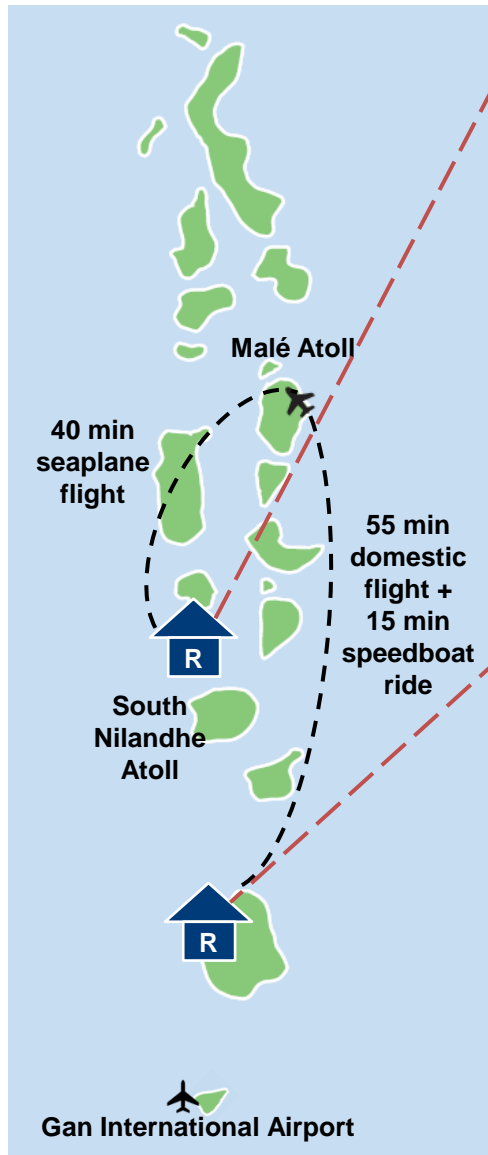 Malé Atoll
40 min
seaplane
flight
55 min
domestic
flight +
15 min
speedboat
ride
R
South
Nilandhe
Atoll
R
Gan International Airport